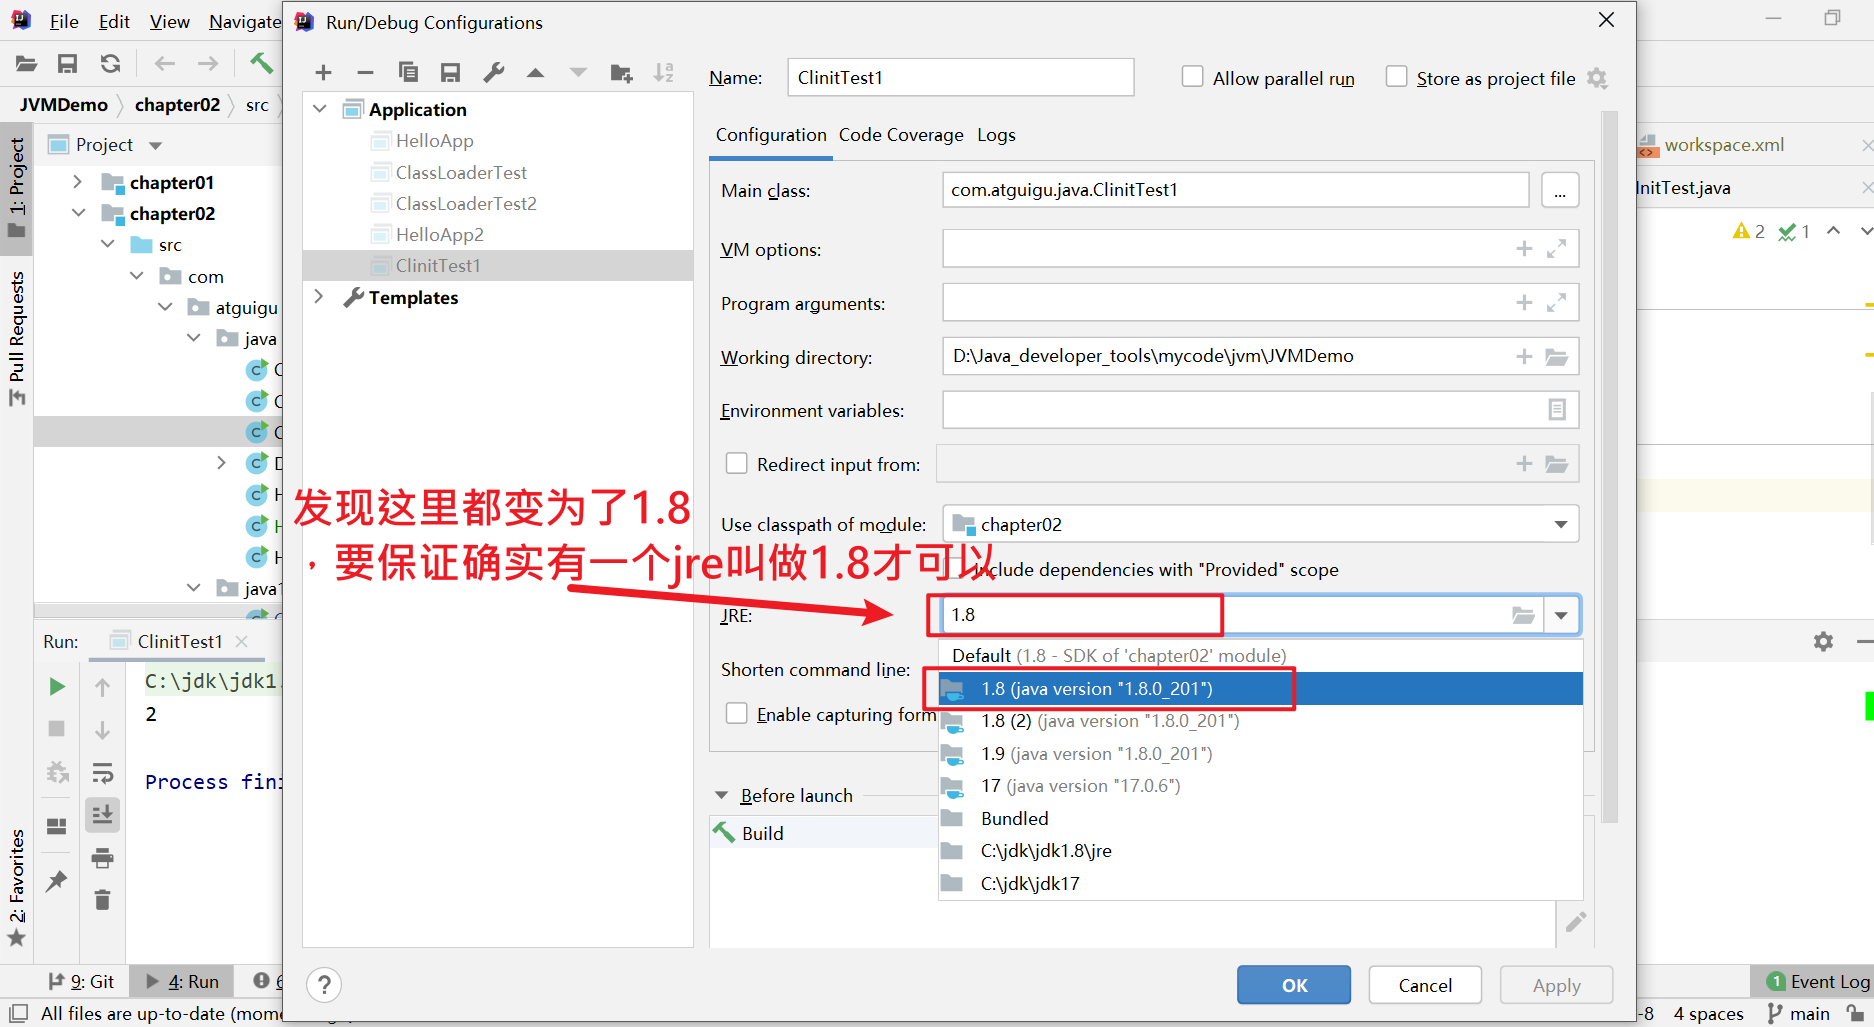 File Edit View Navigate
Run/Debug Configurations
JVMDemo chapter02 src
Name: ClinitTest1 Allow parallel run Store as project file
Application
HelloApp
ClassLoaderTest
ClassLoaderTest2
HelloApp2
ClinitTest1
Templates
Configuration Code Coverage Logs
Main class: com.atguigu.java.ClinitTest1 ...
VM options:
Program arguments:
Working directory: D:\Java_developer_tools\mycode\jvm\JVMDemo
Environment variables:
Redirect input from:
发现这里都变为了1.8
，要保证确实有一个jre叫做1.8才可以
Use classpath of module: chapter02
Include dependencies with "Provided" scope
JRE: 1.8
Default (1.8 - SDK of 'chapter02' module)
Shorten command line:
1.8 (java version "1.8.0_201")
1.8 (2) (java version "1.8.0_201")
Enable capturing form
1.9 (java version "1.8.0_201")
17 (java version "17.0.6")
Bundled
C:\jdk\jdk1.8\jre
C:\jdk\jdk17
Before launch
Build
? OK Cancel Apply
1: Project
Pull Requests
2: Favorites
Project
chapter01
chapter02
src
com
atguigu
java
C
C
C
D
H
H
H
java1
Run: ClinitTest1
C:\jdk\jdk1.
2
Process fini
workspace.xml
initTest.java
2 1
9: Git 4: Run 6
1 Event Log
All files are up-to-date (mome
-8 4 spaces main